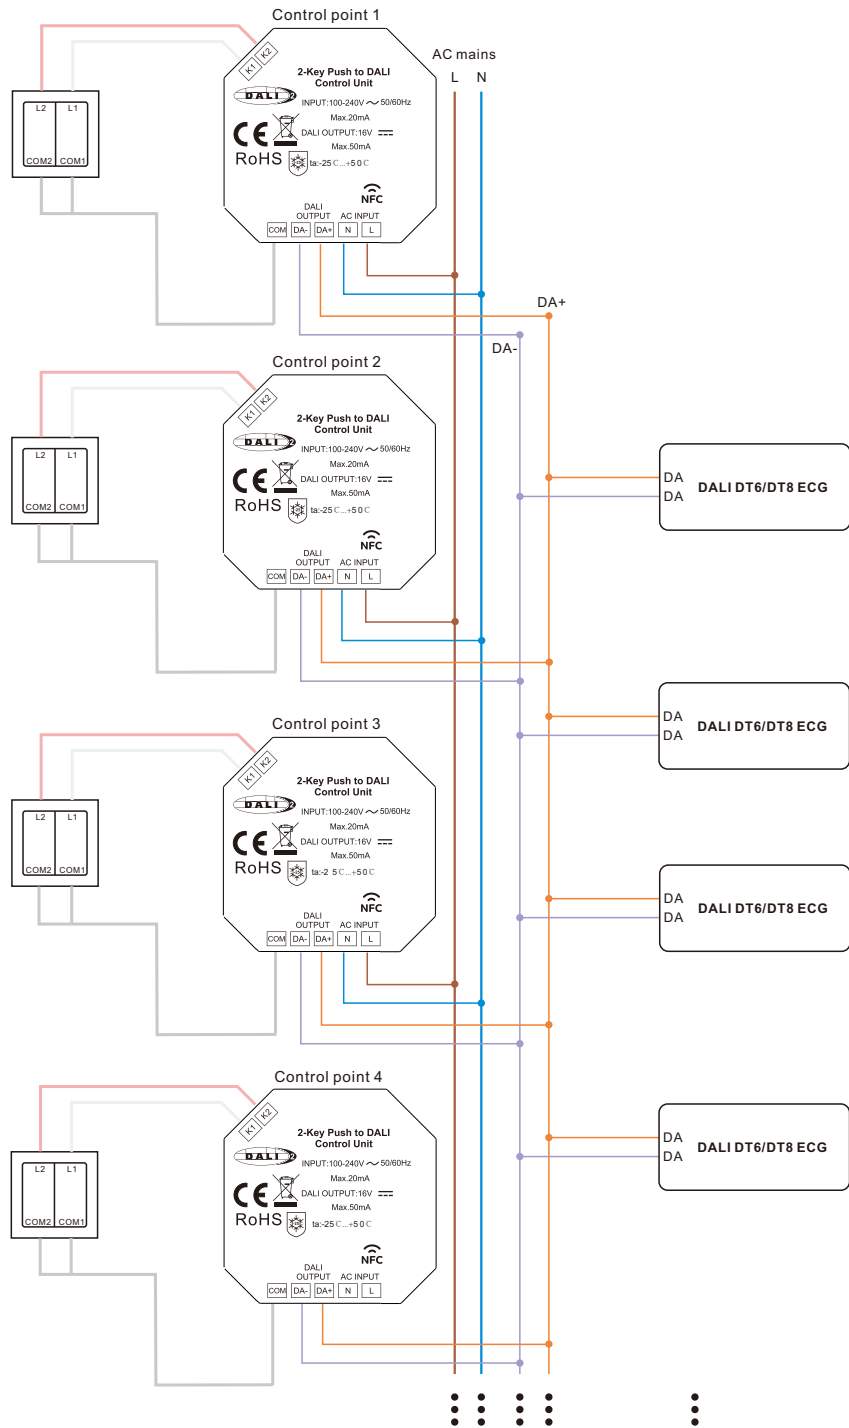 Control point 1
AC mains
L N
K1 K2
2-Key Push to DALI
Control Unit
DALI 2
INPUT:100-240V 50/60Hz
Max.20mA
DALI OUTPUT:16V
Max.50mA
RoHS
ta:-25℃...+50℃
NFC
DALI
OUTPUT AC INPUT
COM DA- DA+ N L
L2 L1
COM2 COM1
DA+
DA-
Control point 2
K1 K2
2-Key Push to DALI
Control Unit
DALI 2
INPUT:100-240V 50/60Hz
Max.20mA
DALI OUTPUT:16V
Max.50mA
RoHS
ta:-25℃...+50℃
NFC
DALI
OUTPUT AC INPUT
COM DA- DA+ N L
L2 L1
COM2 COM1
DA
DA
DALI DT6/DT8 ECG
Control point 3
K1 K2
2-Key Push to DALI
Control Unit
DALI 2
INPUT:100-240V 50/60Hz
Max.20mA
DALI OUTPUT:16V
Max.50mA
RoHS
ta:-2 5℃...+50℃
NFC
DALI
OUTPUT AC INPUT
COM DA- DA+ N L
L2 L1
COM2 COM1
DA
DA
DALI DT6/DT8 ECG
DA
DA
DALI DT6/DT8 ECG
Control point 4
K1 K2
2-Key Push to DALI
Control Unit
DALI 2
INPUT:100-240V 50/60Hz
Max.20mA
DALI OUTPUT:16V
Max.50mA
RoHS
ta:-25℃...+50℃
NFC
DALI
OUTPUT AC INPUT
COM DA- DA+ N L
L2 L1
COM2 COM1
DA
DA
DALI DT6/DT8 ECG